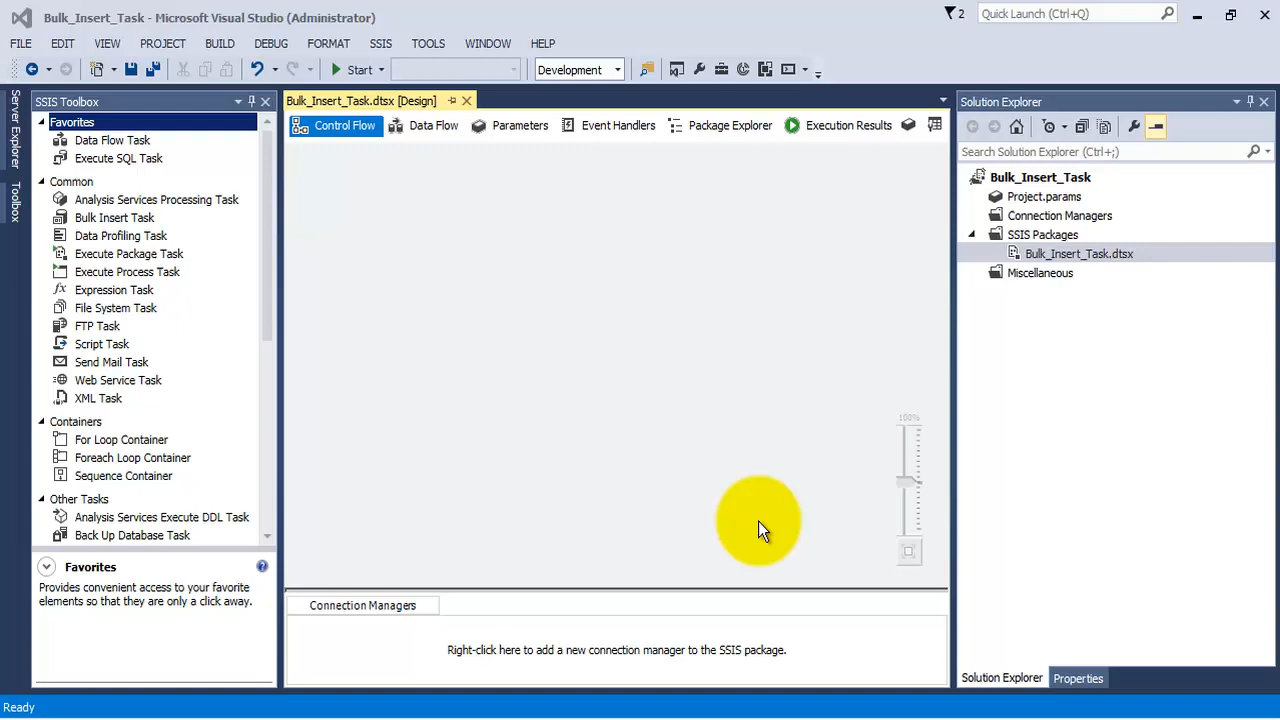 Bulk_Insert_Task - Microsoft Visual Studio (Administrator)
2
Quick Launch (Ctrl+Q)
FILE EDIT VIEW PROJECT BUILD DEBUG FORMAT SSIS TOOLS WINDOW HELP
Start
Development
Server Explorer
Toolbox
SSIS Toolbox
Favorites
Data Flow Task
Execute SQL Task
Common
Analysis Services Processing Task
Bulk Insert Task
Data Profiling Task
Execute Package Task
Execute Process Task
Expression Task
File System Task
FTP Task
Script Task
Send Mail Task
Web Service Task
XML Task
Containers
For Loop Container
Foreach Loop Container
Sequence Container
Other Tasks
Analysis Services Execute DDL Task
Back Up Database Task
Favorites
Provides convenient access to your favorite
elements so that they are only a click away.
Bulk_Insert_Task.dtsx [Design]
Control Flow Data Flow Parameters Event Handlers Package Explorer Execution Results
100%
Connection Managers
Right-click here to add a new connection manager to the SSIS package.
Solution Explorer
Search Solution Explorer (Ctrl+;)
Bulk_Insert_Task
Project.params
Connection Managers
SSIS Packages
Bulk_Insert_Task.dtsx
Miscellaneous
Solution Explorer Properties
Ready